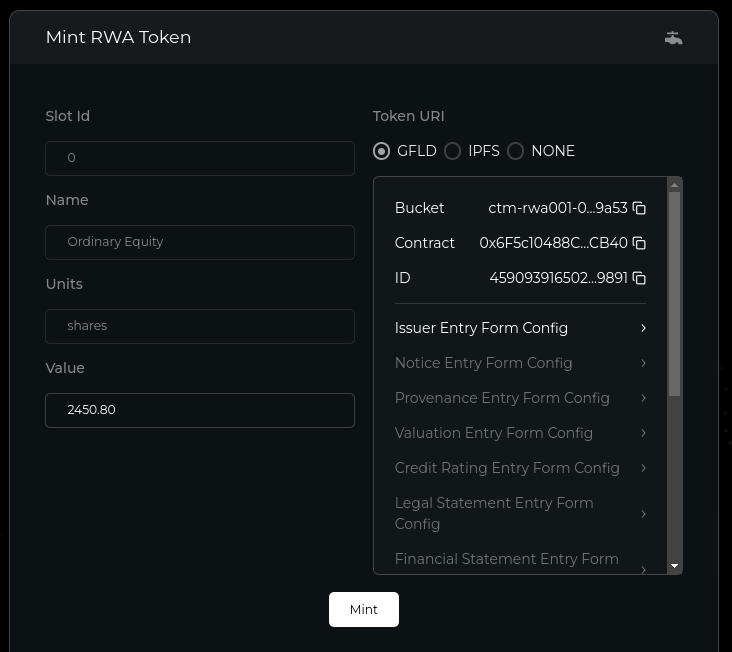 Mint RWA Token
Slot Id
0
Name
Ordinary Equity
Units
shares
Value
2450.80
Token URI
GFLD IPFS NONE
Bucket ctm-rwa001-0...9a53
Contract 0x6F5c10488C...CB40
ID 459093916502...9891
Issuer Entry Form Config
Notice Entry Form Config
Provenance Entry Form Config
Valuation Entry Form Config
Credit Rating Entry Form Config
Legal Statement Entry Form
Config
Financial Statement Entry Form
Mint